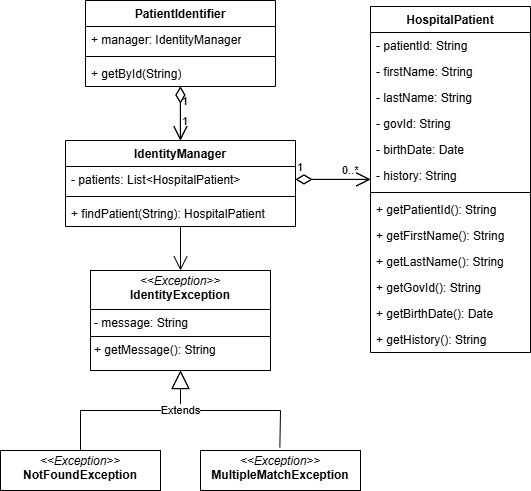 PatientIdentifier
+ manager: IdentityManager
+ getById(String)
1
1
IdentityManager
- patients: List<HospitalPatient>
+ findPatient(String): HospitalPatient
1
0..*
HospitalPatient
- patientId: String
- firstName: String
- lastName: String
- govId: String
- birthDate: Date
- history: String
+ getPatientId(): String
+ getFirstName(): String
+ getLastName(): String
+ getGovId(): String
+ getBirthDate(): Date
+ getHistory(): String
<<Exception>>
IdentityException
- message: String
+ getMessage(): String
Extends
<<Exception>>
NotFoundException
<<Exception>>
MultipleMatchException